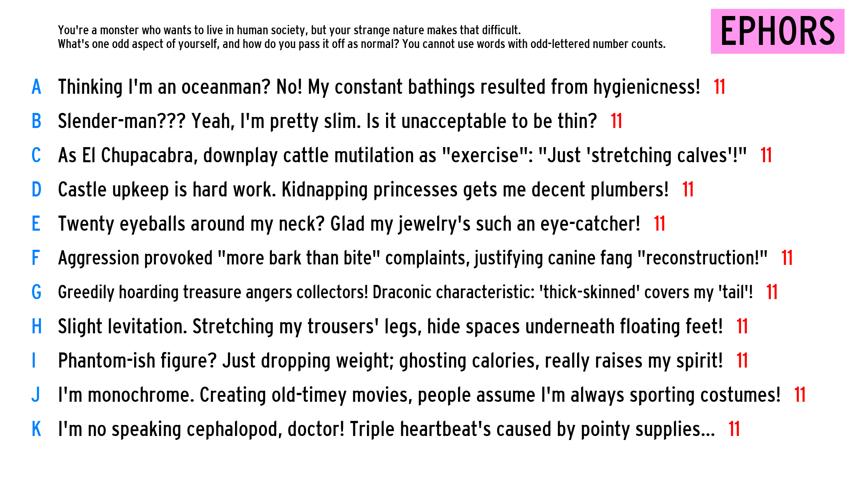 You're a monster who wants to live in human society, but your strange nature makes that difficult.
What's one odd aspect of yourself, and how do you pass it off as normal? You cannot use words with odd-lettered number counts.
EPHORS
A Thinking I'm an oceanman? No! My constant bathings resulted from hygienicness! 11
B Slender-man??? Yeah, I'm pretty slim. Is it unacceptable to be thin? 11
C As El Chupacabra, downplay cattle mutilation as "exercise": "Just 'stretching calves'!" 11
D Castle upkeep is hard work. Kidnapping princesses gets me decent plumbers! 11
E Twenty eyeballs around my neck? Glad my jewelry's such an eye-catcher! 11
F Aggression provoked "more bark than bite" complaints, justifying canine fang "reconstruction!" 11
G Greedily hoarding treasure angers collectors! Draconic characteristic: 'thick-skinned' covers my 'tail'! 11
H Slight levitation. Stretching my trousers' legs, hide spaces underneath floating feet! 11
I Phantom-ish figure? Just dropping weight; ghosting calories, really raises my spirit! 11
J I'm monochrome. Creating old-timey movies, people assume I'm always sporting costumes! 11
K I'm no speaking cephalopod, doctor! Triple heartbeat's caused by pointy supplies... 11